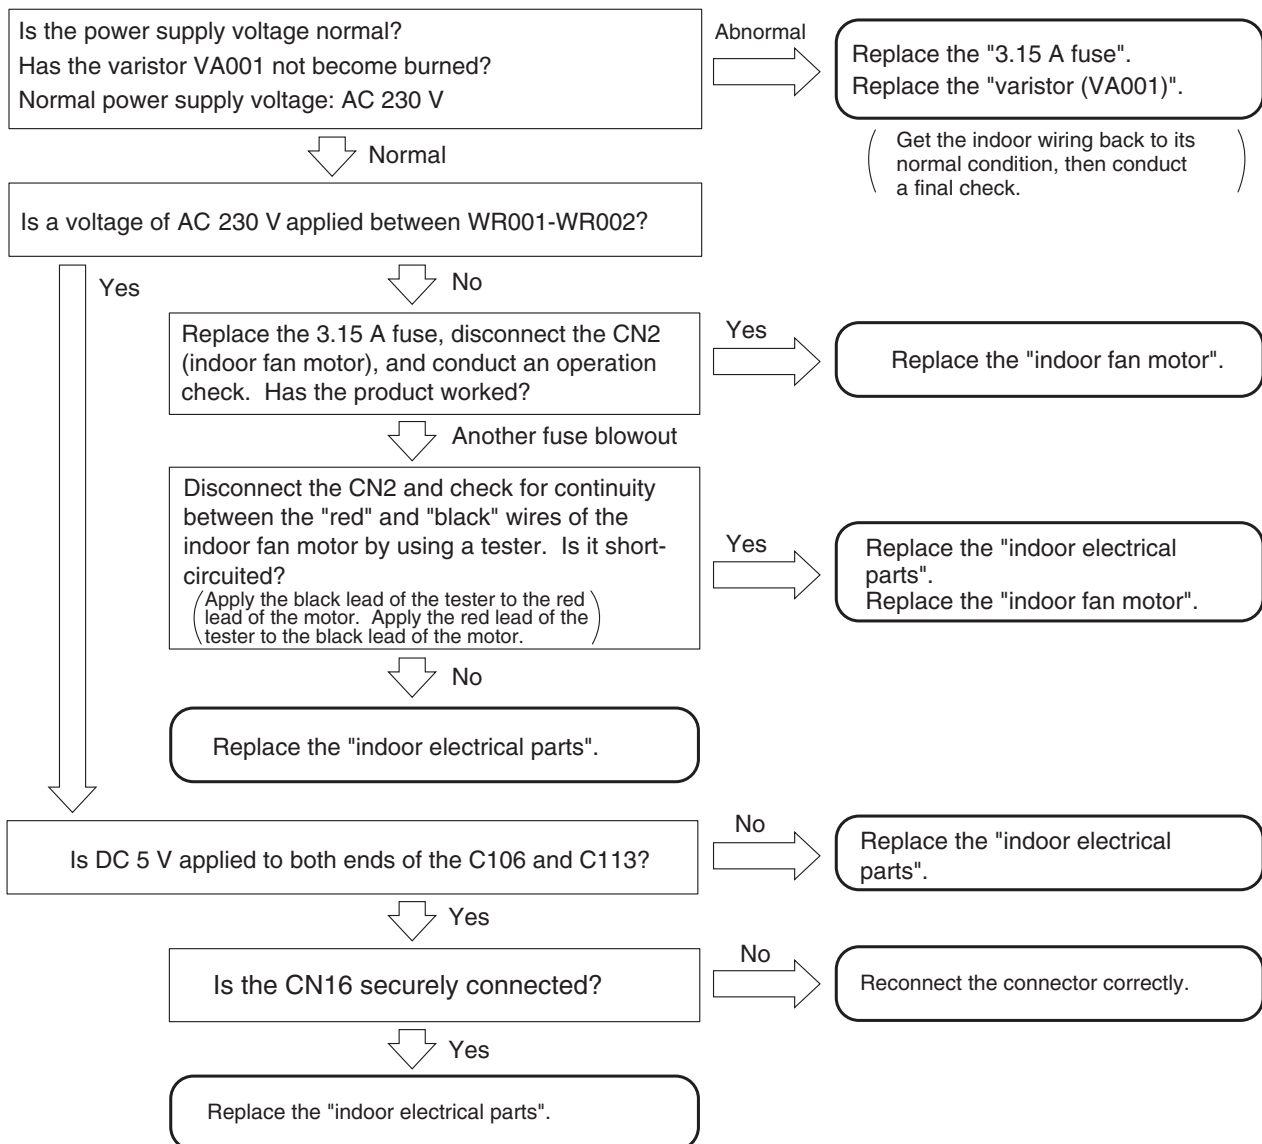 Is the power supply voltage normal?
Has the varistor VA001 not become burned?
Normal power supply voltage: AC 230 V
Abnormal
Replace the "3.15 A fuse".
Replace the "varistor (VA001)".
Get the indoor wiring back to its
normal condition, then conduct
a final check.
Normal
Is a voltage of AC 230 V applied between WR001-WR002?
Yes
No
Replace the 3.15 A fuse, disconnect the CN2
(indoor fan motor), and conduct an operation
check. Has the product worked?
Yes
Replace the "indoor fan motor".
Another fuse blowout
Disconnect the CN2 and check for continuity
between the "red" and "black" wires of the
indoor fan motor by using a tester. Is it short-
circuited?
(Apply the black lead of the tester to the red
lead of the motor. Apply the red lead of the
tester to the black lead of the motor.)
Yes
Replace the "indoor electrical
parts".
Replace the "indoor fan motor".
No
Replace the "indoor electrical parts".
Is DC 5 V applied to both ends of the C106 and C113?
No
Replace the "indoor electrical
parts".
Yes
Is the CN16 securely connected?
No
Reconnect the connector correctly.
Yes
Replace the "indoor electrical parts".